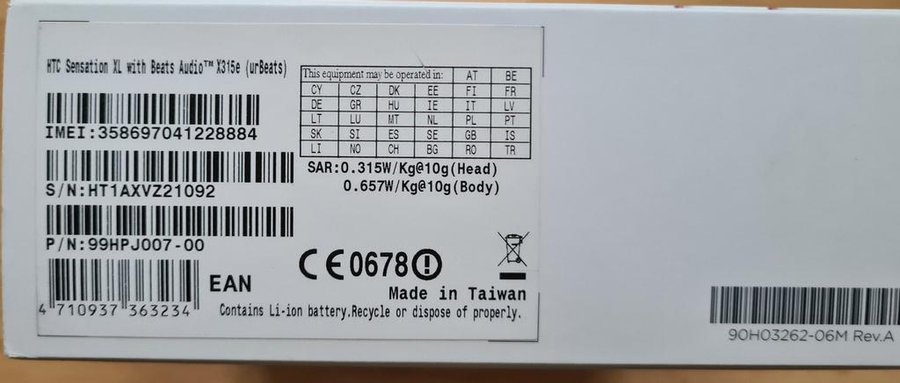 HTC Sensation XL with Beats Audio™ X315e (urBeats)
IMEI:358697041228884
S/N:HT1AXVZ21092
P/N:99HPJ007-00
4 710937 363234
EAN
This equipment may be operated in: AT BE
CY CZ DK EE FI FR
DE GR HU IE IT LV
LT LU MT NL PL PT
SK SI ES SE GB IS
LI NO CH BG RO TR
SAR:0.315W/Kg@10g(Head)
0.657W/Kg@10g(Body)
CE0678
Made in Taiwan
Contains Li-ion battery.Recycle or dispose of properly.
90H03262-06M Rev.A